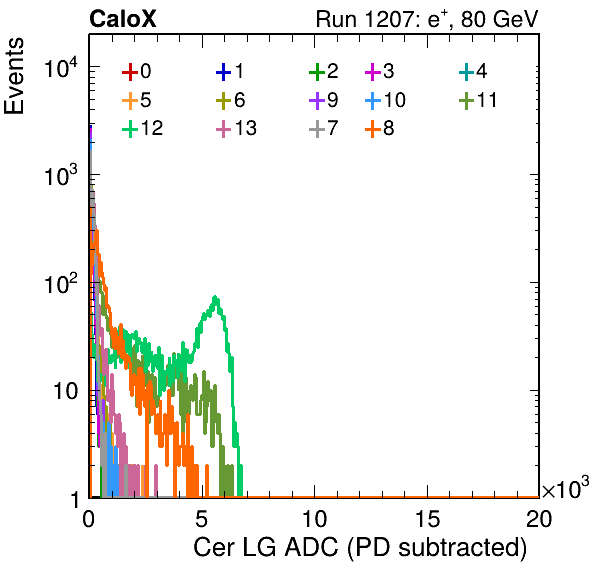 CaloX Run 1207: e⁺, 80 GeV
Events
10⁴
10³
10²
10
1
0 1 2 3 4
5 6 9 10 11
12 13 7 8
0 5 10 15 20
×10³
Cer LG ADC (PD subtracted)